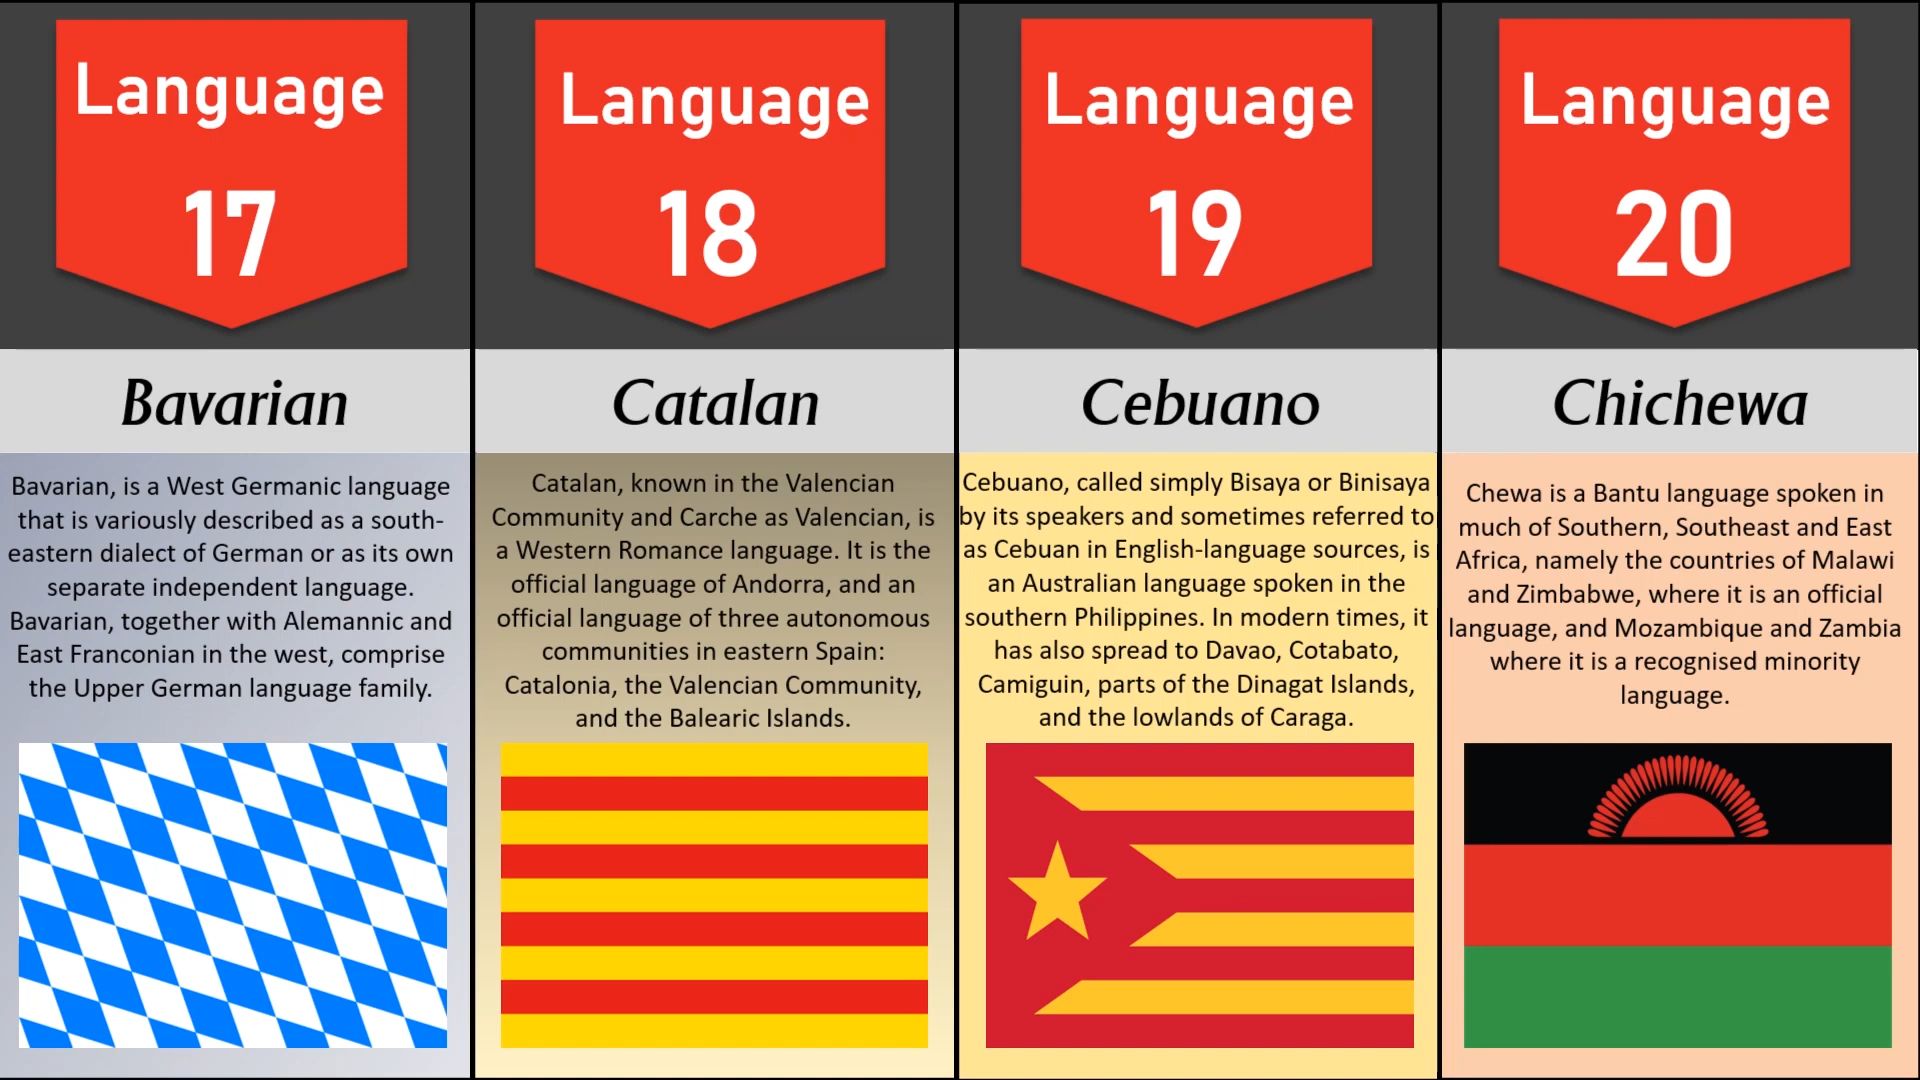 Language
17
Bavarian
Bavarian, is a West Germanic language
that is variously described as a south-
eastern dialect of German or as its own
separate independent language.
Bavarian, together with Alemannic and
East Franconian in the west, comprise
the Upper German language family.
Language
18
Catalan
Catalan, known in the Valencian
Community and Carche as Valencian, is
a Western Romance language. It is the
official language of Andorra, and an
official language of three autonomous
communities in eastern Spain:
Catalonia, the Valencian Community,
and the Balearic Islands.
Language
19
Cebuano
Cebuano, called simply Bisaya or Binisaya
by its speakers and sometimes referred to
as Cebuan in English-language sources, is
an Australian language spoken in the
southern Philippines. In modern times, it
has also spread to Davao, Cotabato,
Camiguin, parts of the Dinagat Islands,
and the lowlands of Caraga.
Language
20
Chichewa
Chewa is a Bantu language spoken in
much of Southern, Southeast and East
Africa, namely the countries of Malawi
and Zimbabwe, where it is an official
language, and Mozambique and Zambia
where it is a recognised minority
language.